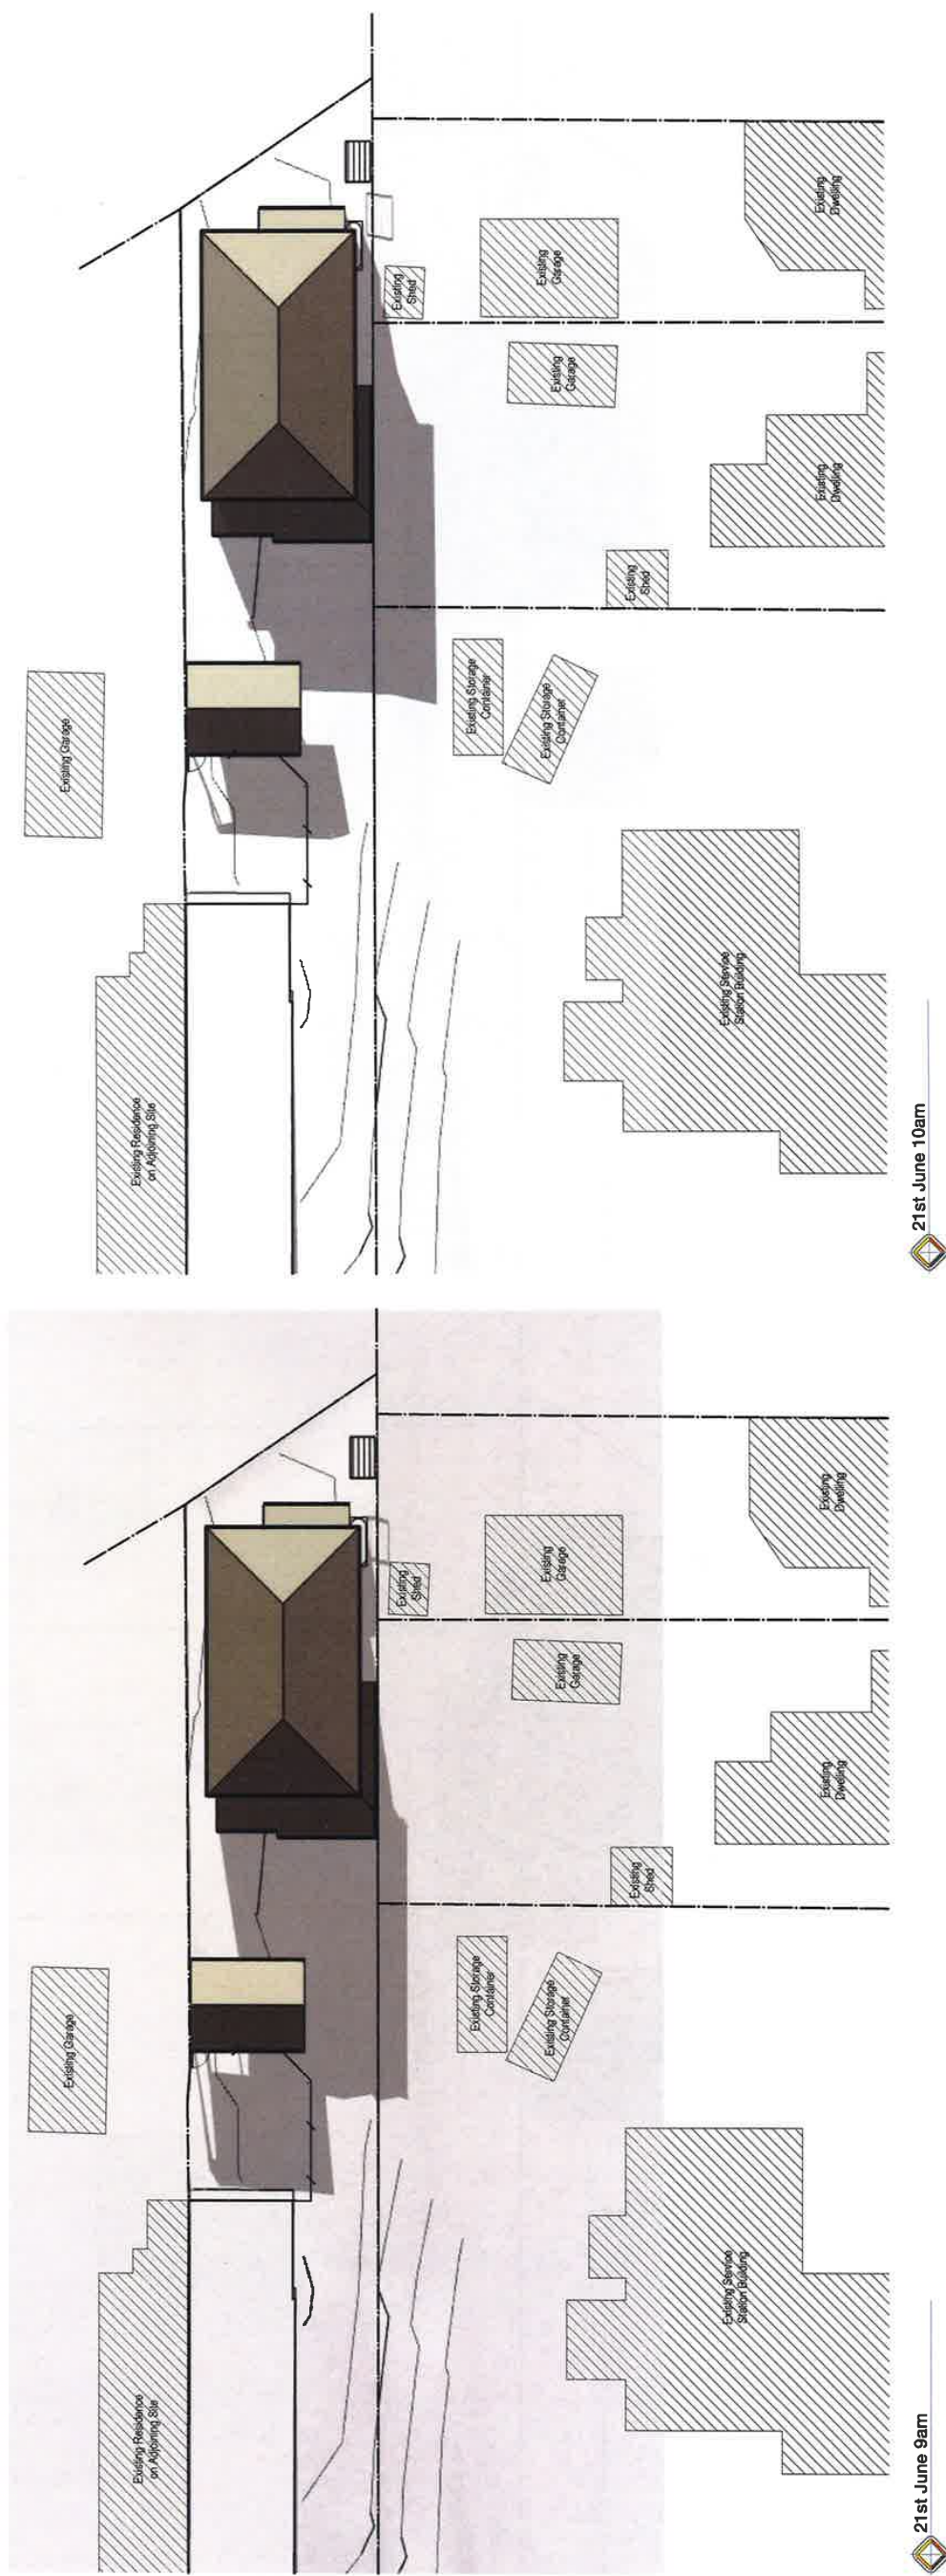 Existing Residence
on Adjoining Site
Existing Garage
Existing Service
Station Building
Existing Storage
Container
Existing Storage
Container
Existing
Shed
Existing
Dwelling
Existing
Garage
Existing
Shed
Existing
Garage
Existing
Dwelling
21st June 9am
Existing Residence
on Adjoining Site
Existing Garage
Existing Service
Station Building
Existing Storage
Container
Existing Storage
Container
Existing
Shed
Existing
Dwelling
Existing
Garage
Existing
Shed
Existing
Garage
Existing
Dwelling
21st June 10am